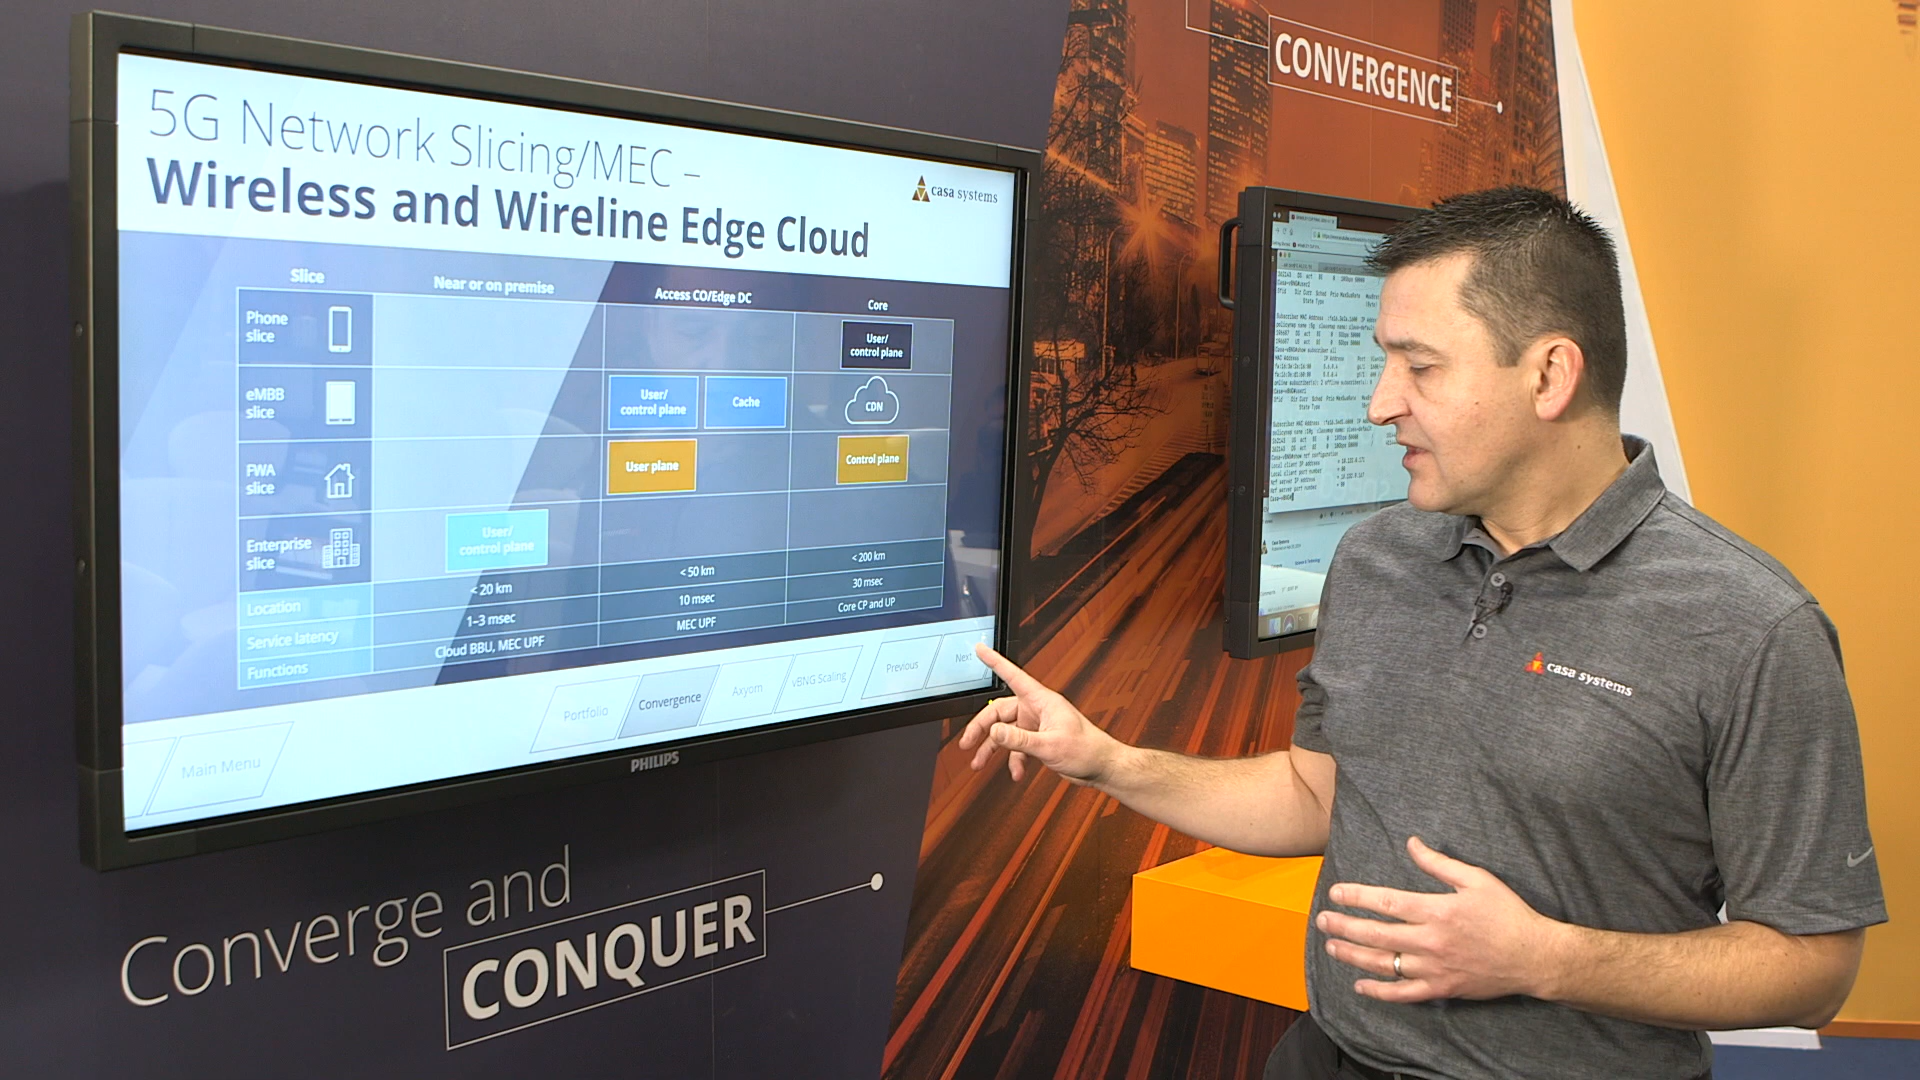 5G Network Slicing/MEC –
Wireless and Wireline Edge Cloud
casa systems
Slice
Near or on premise
Access CO/Edge DC
Core
Phone
slice
User/
control plane
eMBB
slice
User/
control plane
Cache
CDN
FWA
slice
User plane
Control plane
Enterprise
slice
User/
control plane
Location
< 20 km
< 50 km
< 200 km
Service latency
1–3 msec
10 msec
30 msec
Functions
Cloud BBU, MEC UPF
MEC UPF
Core CP and UP
Main Menu
Portfolio
Convergence
Axyom
vBNG Scaling
Previous
Next
PHILIPS
Converge and
CONQUER
CONVERGENCE
casa systems